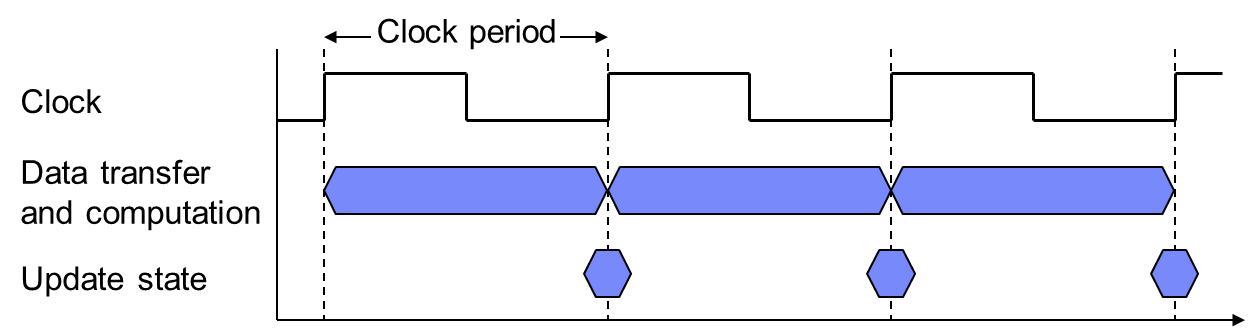 Clock period
Clock
Data transfer
and computation
Update state